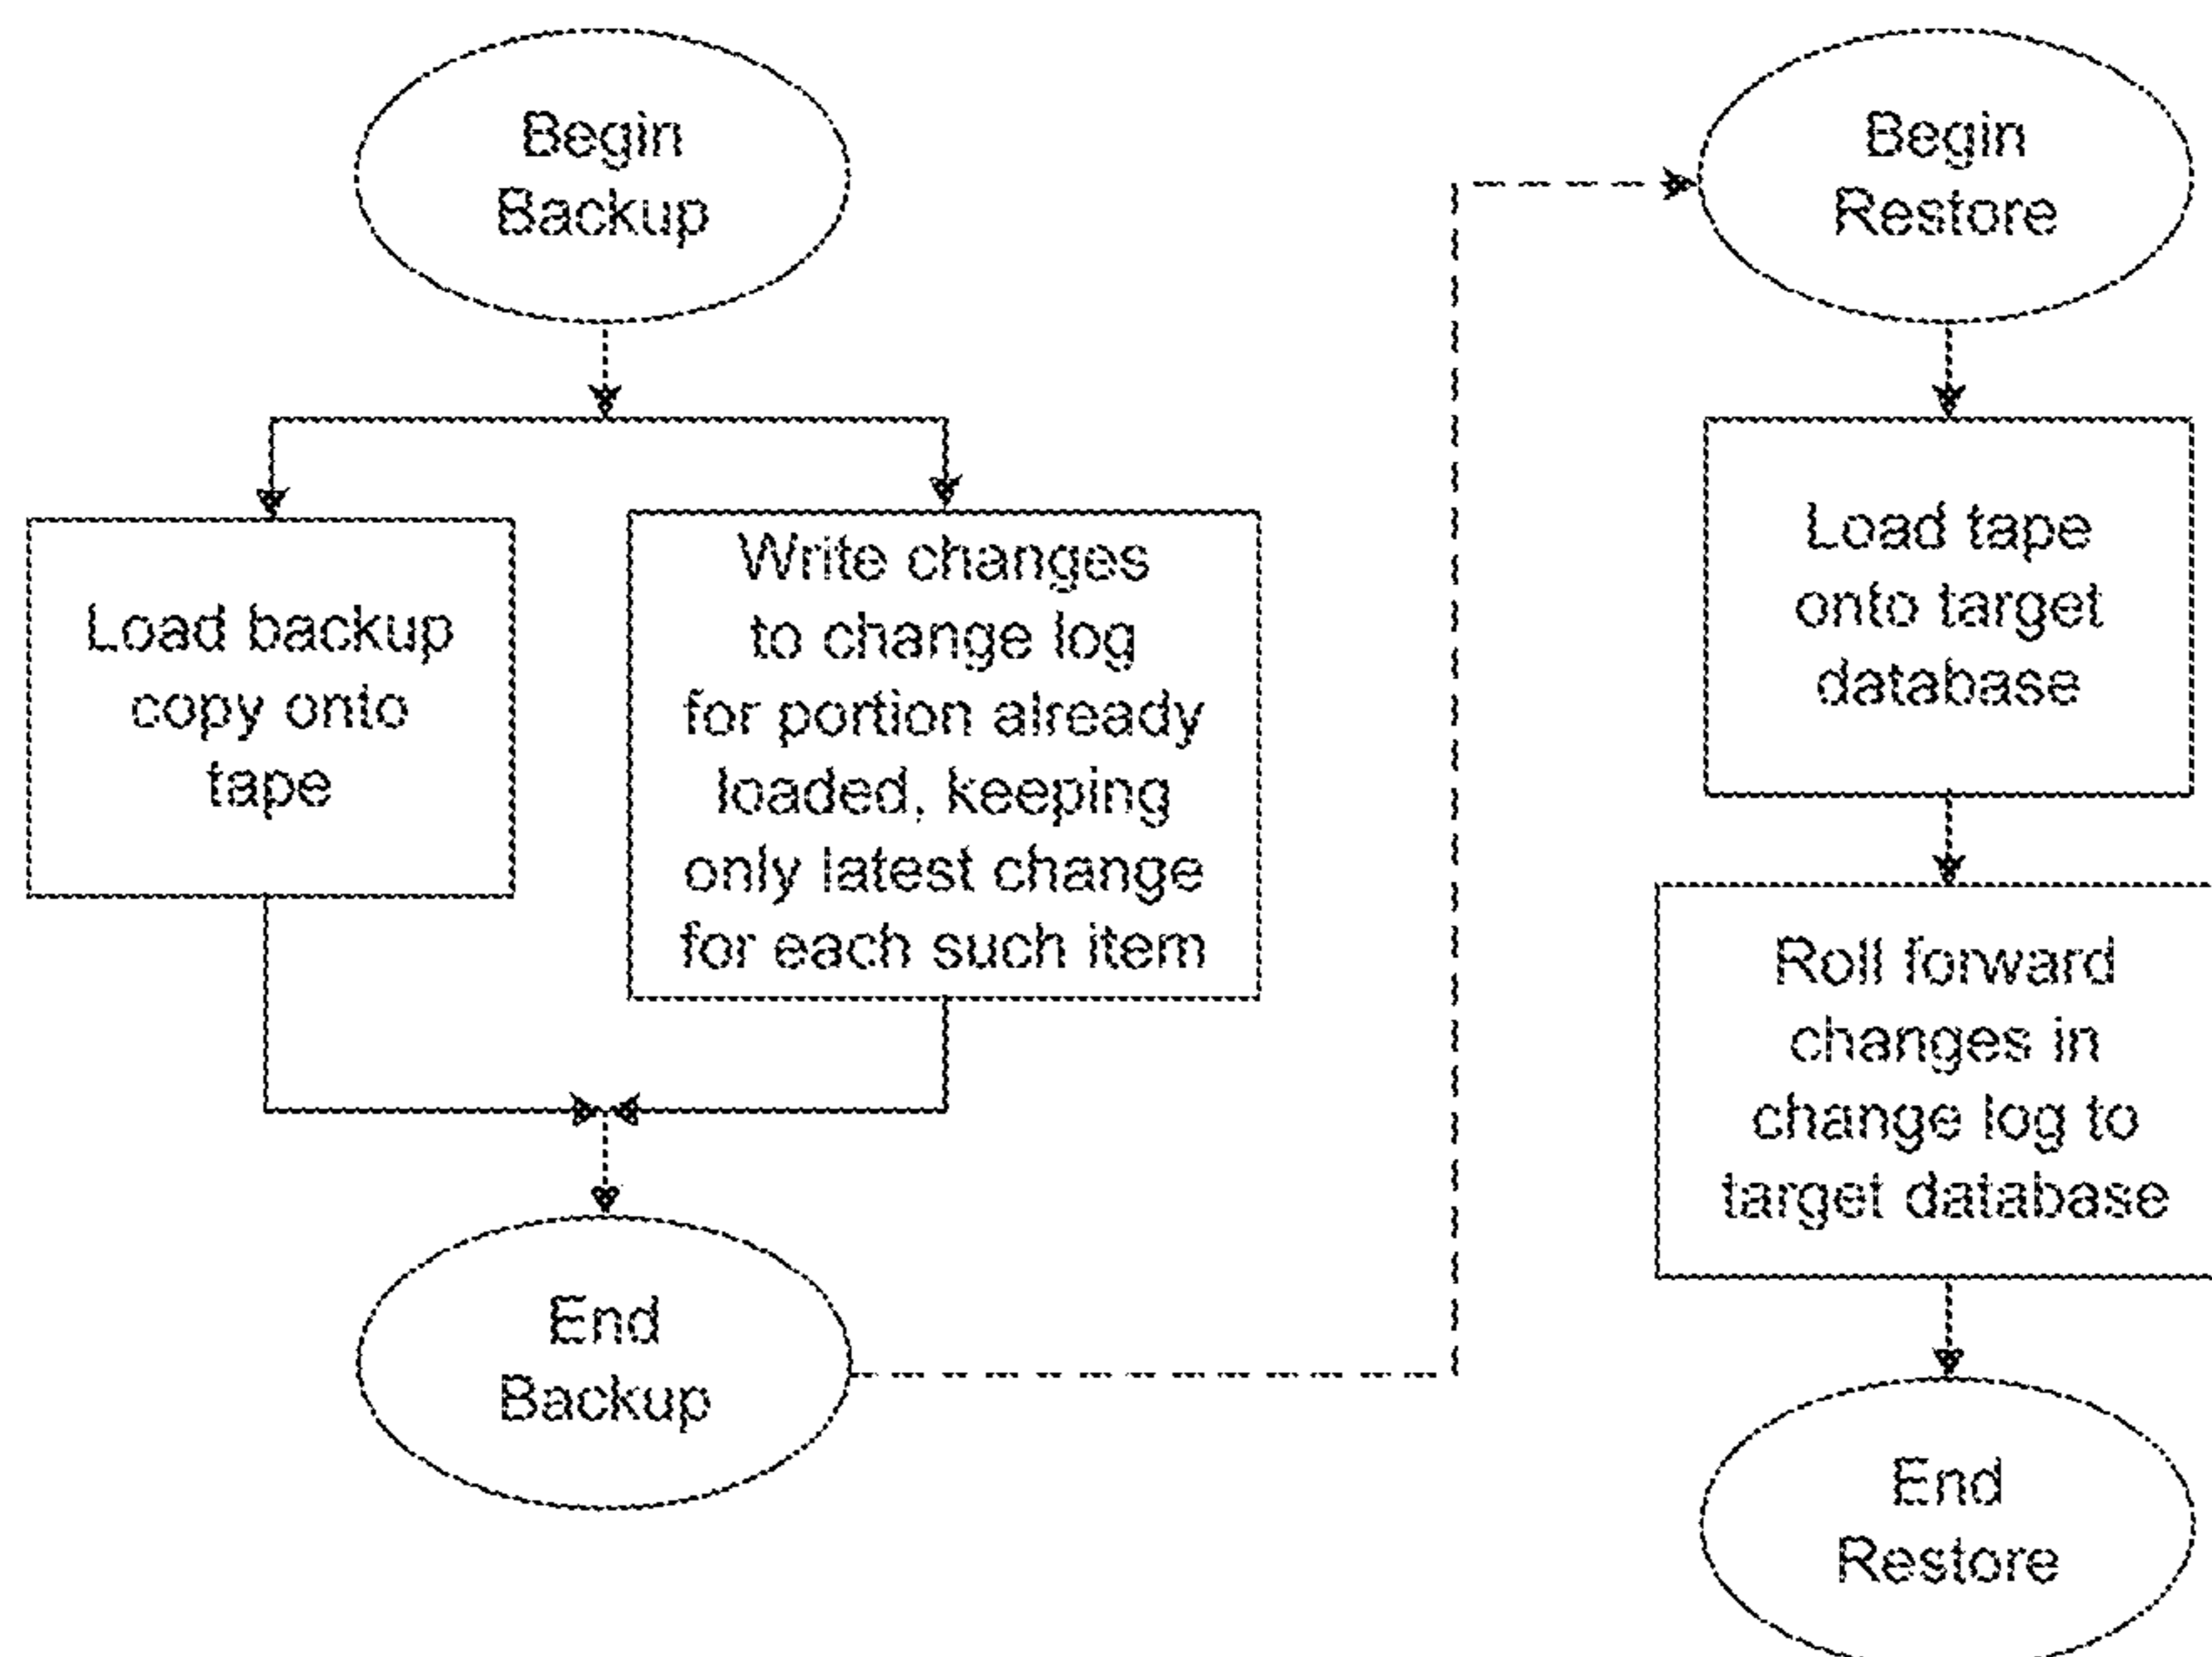 Begin
Backup
Load backup
copy onto
tape
Write changes
to change log
for portion already
loaded, keeping
only latest change
for each such item
End
Backup
Begin
Restore
Load tape
onto target
database
Roll forward
changes in
change log to
target database
End
Restore